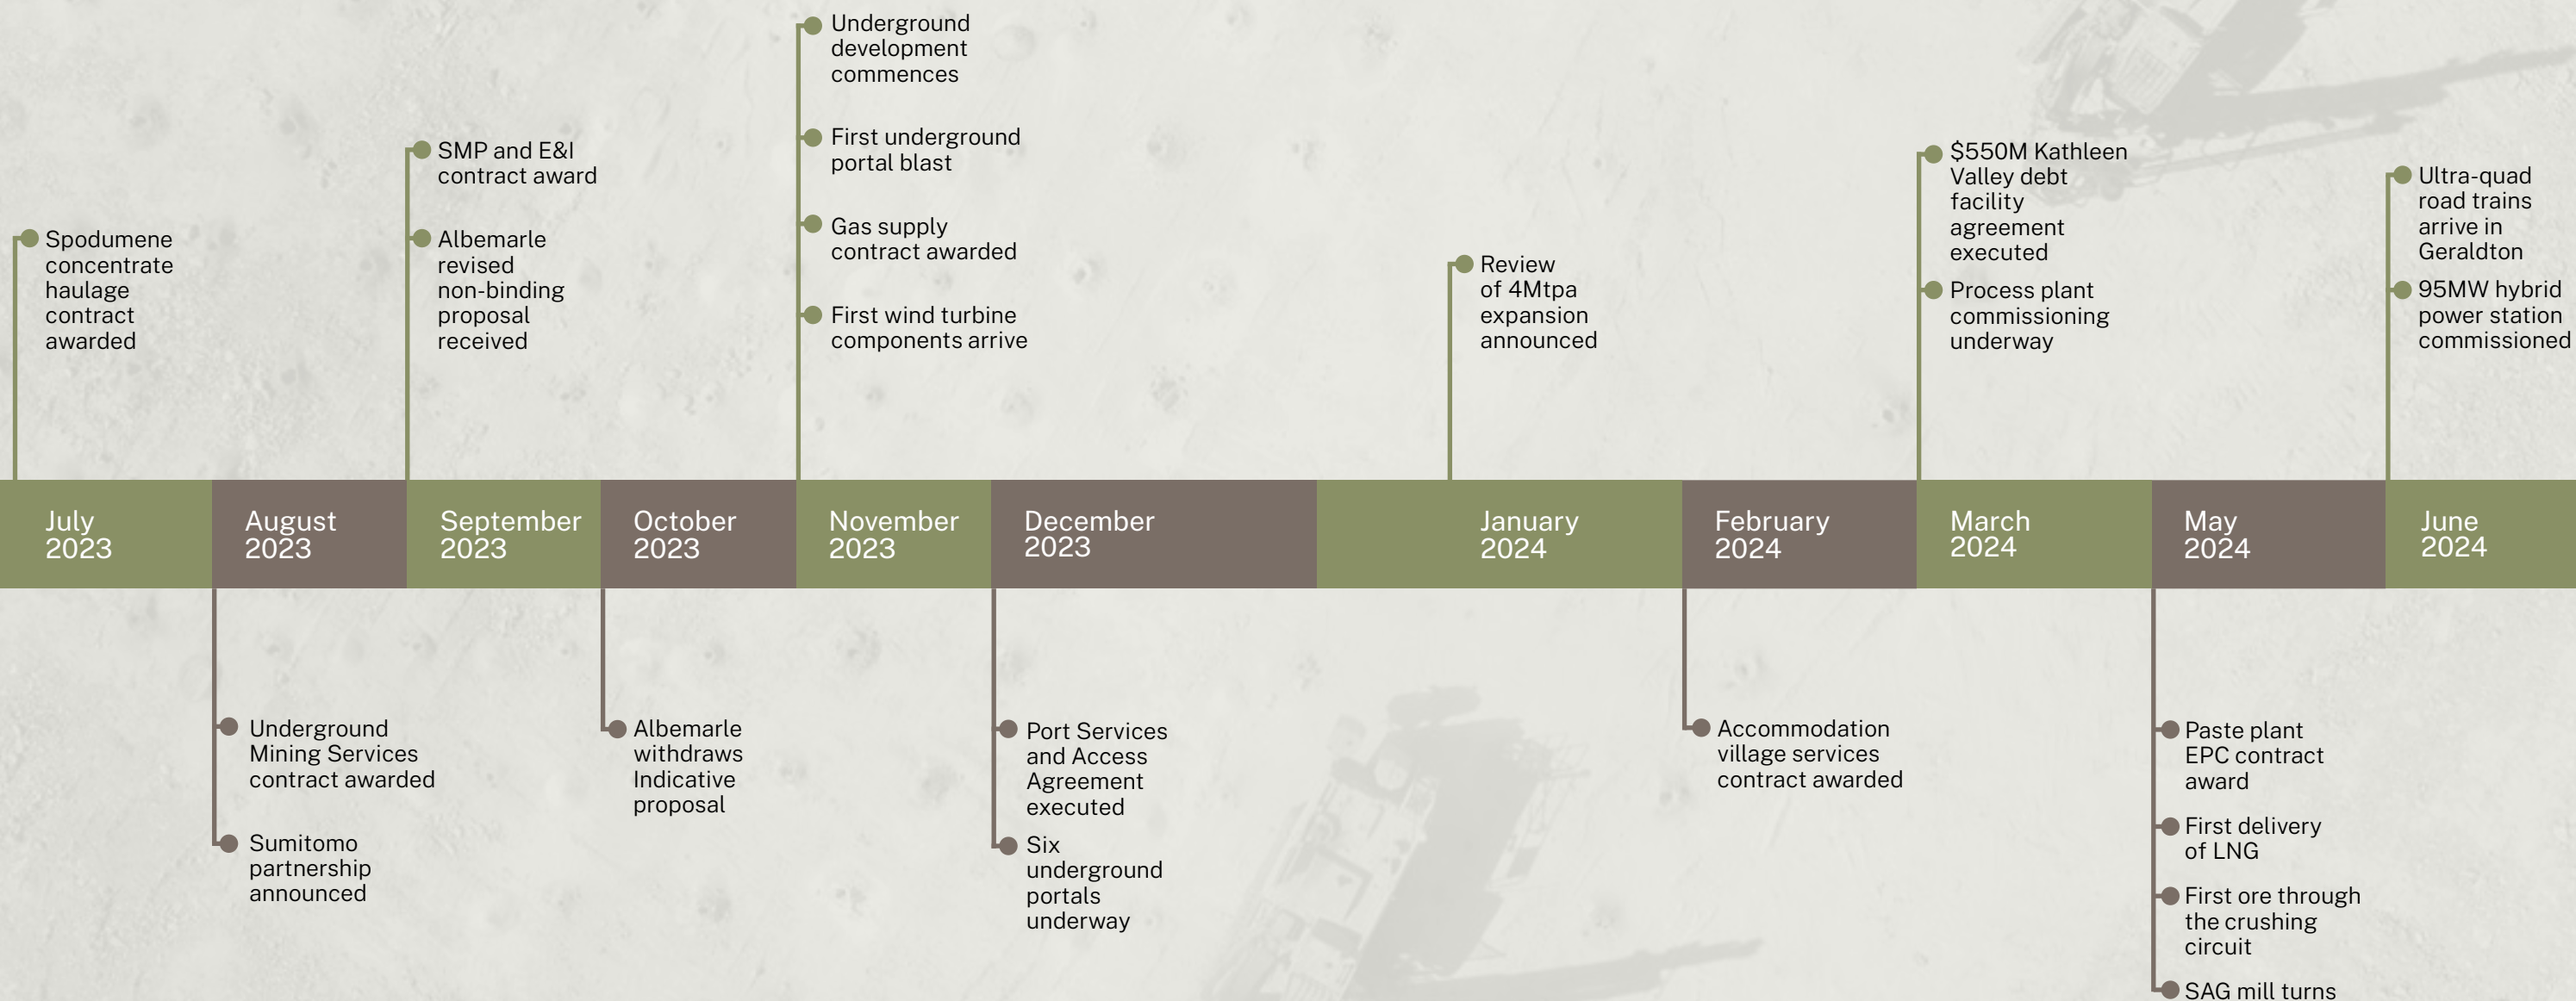 Underground
development
commences
First underground
portal blast
Gas supply
contract awarded
First wind turbine
components arrive
SMP and E&I
contract award
Albemarle
revised
non-binding
proposal
received
Spodumene
concentrate
haulage
contract
awarded
Review
of 4Mtpa
expansion
announced
$550M Kathleen
Valley debt
facility
agreement
executed
Process plant
commissioning
underway
Ultra-quad
road trains
arrive in
Geraldton
95MW hybrid
power station
commissioned
July
2023
August
2023
September
2023
October
2023
November
2023
December
2023
January
2024
February
2024
March
2024
May
2024
June
2024
Underground
Mining Services
contract awarded
Sumitomo
partnership
announced
Albemarle
withdraws
Indicative
proposal
Port Services
and Access
Agreement
executed
Six
underground
portals
underway
Accommodation
village services
contract awarded
Paste plant
EPC contract
award
First delivery
of LNG
First ore through
the crushing
circuit
SAG mill turns